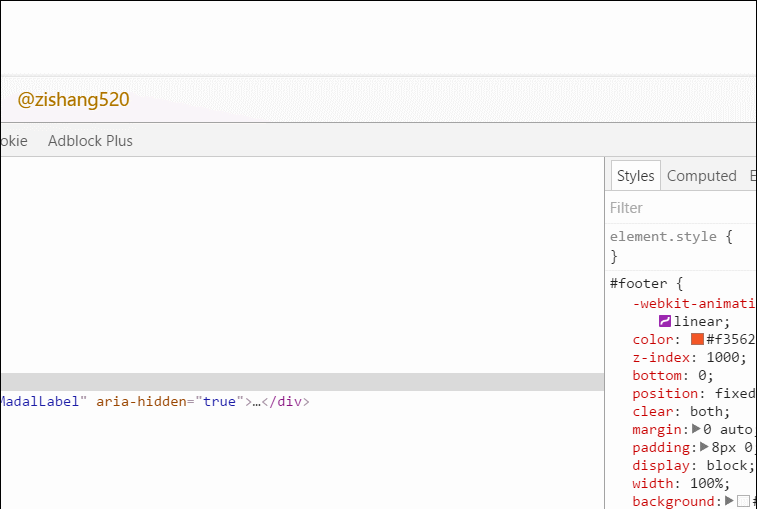 @zishang520
okie Adblock Plus
Styles Computed E
Filter
element.style {
}
#footer {
-webkit-animati
linear;
color: #f3562
z-index: 1000;
bottom: 0;
position: fixed
clear: both;
MadalLabel" aria-hidden="true">…</div>
margin: 0 auto
padding: 8px 0
display: block;
width: 100%;
background: #